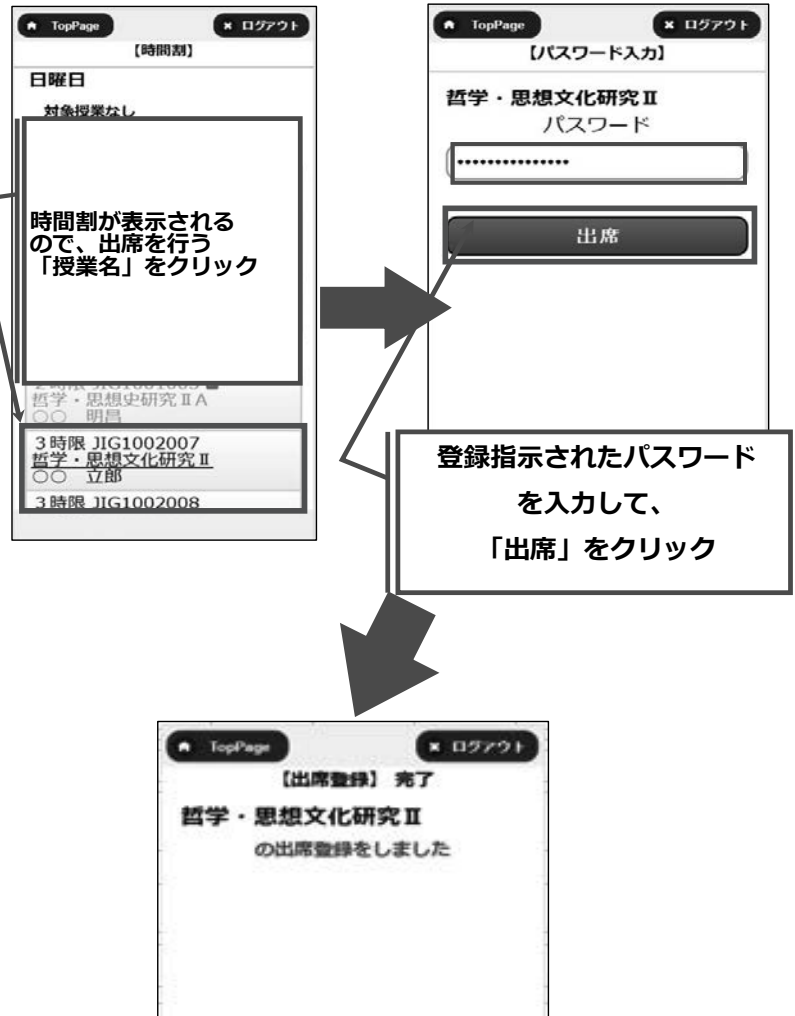 TopPage
× ログアウト
【時間割】
日曜日
対象授業なし
時間割が表示される
ので、出席を行う
「授業名」をクリック
2時限 JIG1001005
哲学・思想史研究ⅡA
○○ 明昌
3時限 JIG1002007
哲学・思想文化研究Ⅱ
○○ 立郎
3時限 JIG1002008
TopPage
× ログアウト
【パスワード入力】
哲学・思想文化研究Ⅱ
パスワード
•••••••••••••••
出席
登録指示されたパスワード
を入力して、
「出席」をクリック
TopPage
× ログアウト
【出席登録】 完了
哲学・思想文化研究Ⅱ
の出席登録をしました